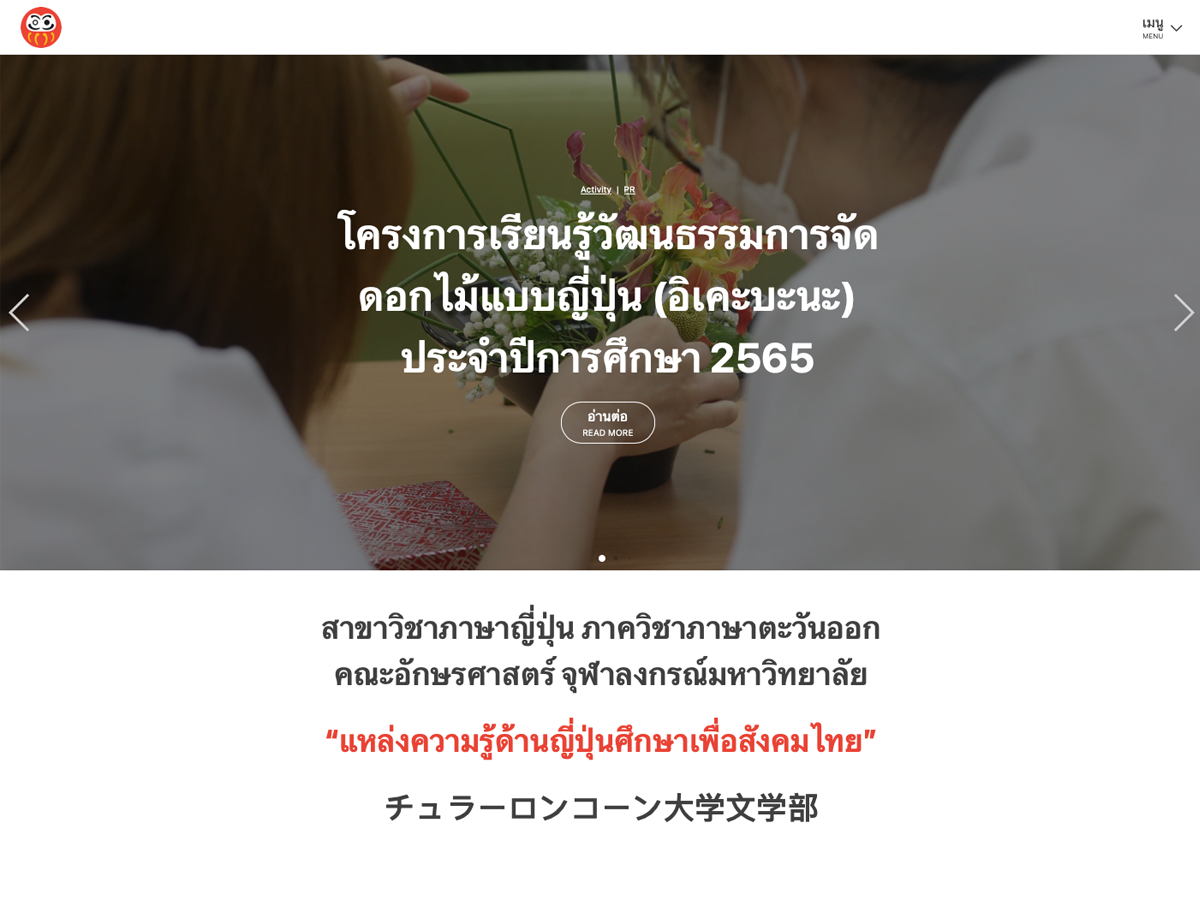 เมนู
MENU
Activity | PR
โครงการเรียนรู้วัฒนธรรมการจัด
ดอกไม้แบบญี่ปุ่น (อิเคะบะนะ)
ประจำปีการศึกษา 2565
อ่านต่อ
READ MORE
สาขาวิชาภาษาญี่ปุ่น ภาควิชาภาษาตะวันออก
คณะอักษรศาสตร์ จุฬาลงกรณ์มหาวิทยาลัย
“แหล่งความรู้ด้านญี่ปุ่นศึกษาเพื่อสังคมไทย”
チュラーロンコーン大学文学部